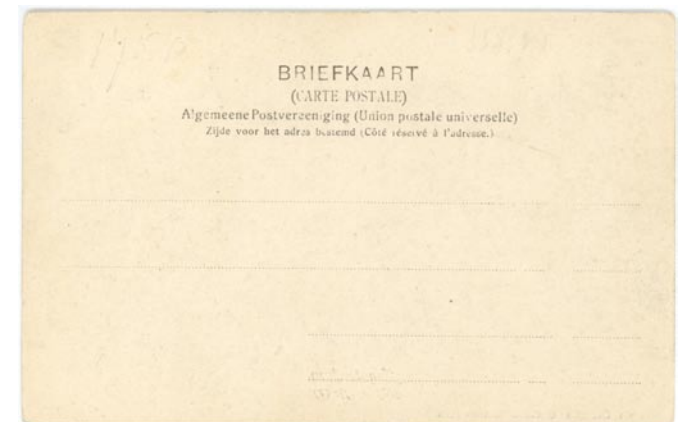 BRIEFKAART
(CARTE POSTALE)
Algemeene Postvereeniging (Union postale universelle)
Zijde voor het adres bestemd (Côté réservé à l'adresse.)